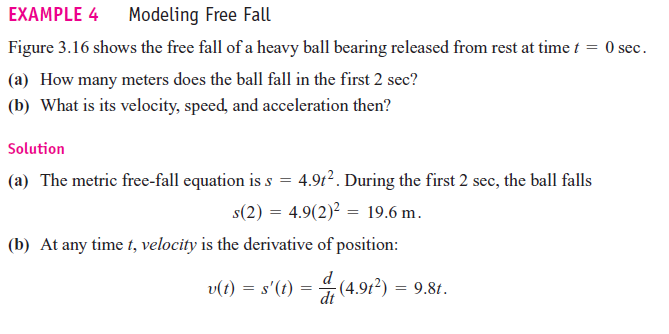 EXAMPLE 4 Modeling Free Fall
Figure 3.16 shows the free fall of a heavy ball bearing released from rest at time t = 0 sec.
(a) How many meters does the ball fall in the first 2 sec?
(b) What is its velocity, speed, and acceleration then?
Solution
(a) The metric free-fall equation is s = 4.9t². During the first 2 sec, the ball falls
s(2) = 4.9(2)² = 19.6 m.
(b) At any time t, velocity is the derivative of position:
v(t) = s′(t) = d/dt (4.9t²) = 9.8t.